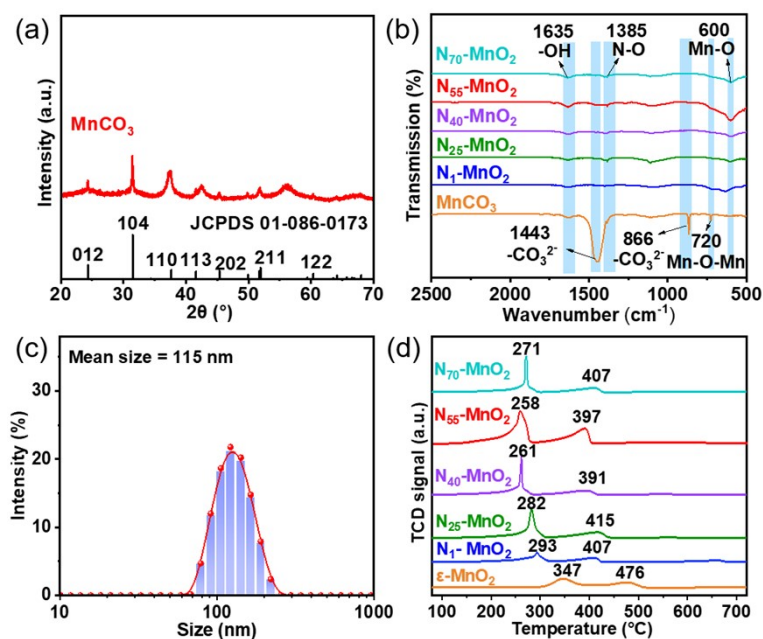 (a)
MnCO₃
104
JCPDS 01-086-0173
012
110
113
202
211
122
20 30 40 50 60 70
2θ (°)
Intensity (a.u.)
(b)
1635
-OH
1385
N-O
600
Mn-O
N₇₀-MnO₂
N₅₅-MnO₂
N₄₀-MnO₂
N₂₅-MnO₂
N₁-MnO₂
MnCO₃
1443
-CO₃²⁻
866
-CO₃²⁻
720
Mn-O-Mn
2500 2000 1500 1000 500
Wavenumber (cm⁻¹)
Transmission (%)
(c)
Mean size = 115 nm
30
20
10
0
10 100 1000
Size (nm)
Intensity (%)
(d)
271
N₇₀-MnO₂
407
258
N₅₅-MnO₂
397
261
N₄₀-MnO₂
391
282
N₂₅-MnO₂
415
N₁- MnO₂
293
407
ε-MnO₂
347
476
100 200 300 400 500 600 700
Temperature (°C)
TCD signal (a.u.)